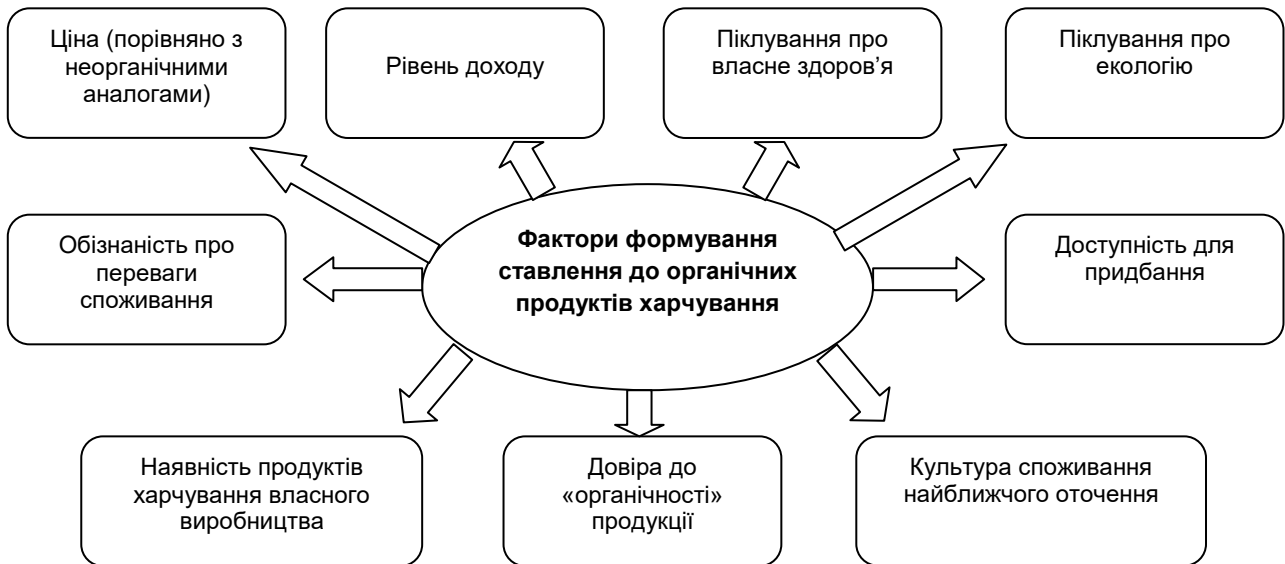 Ціна (порівняно з
неорганічними
аналогами)
Рівень доходу
Піклування про
власне здоров’я
Піклування про
екологію
Обізнаність про
переваги
споживання
Фактори формування
ставлення до органічних
продуктів харчування
Доступність для
придбання
Наявність продуктів
харчування власного
виробництва
Довіра до
«органічності»
продукції
Культура споживання
найближчого оточення